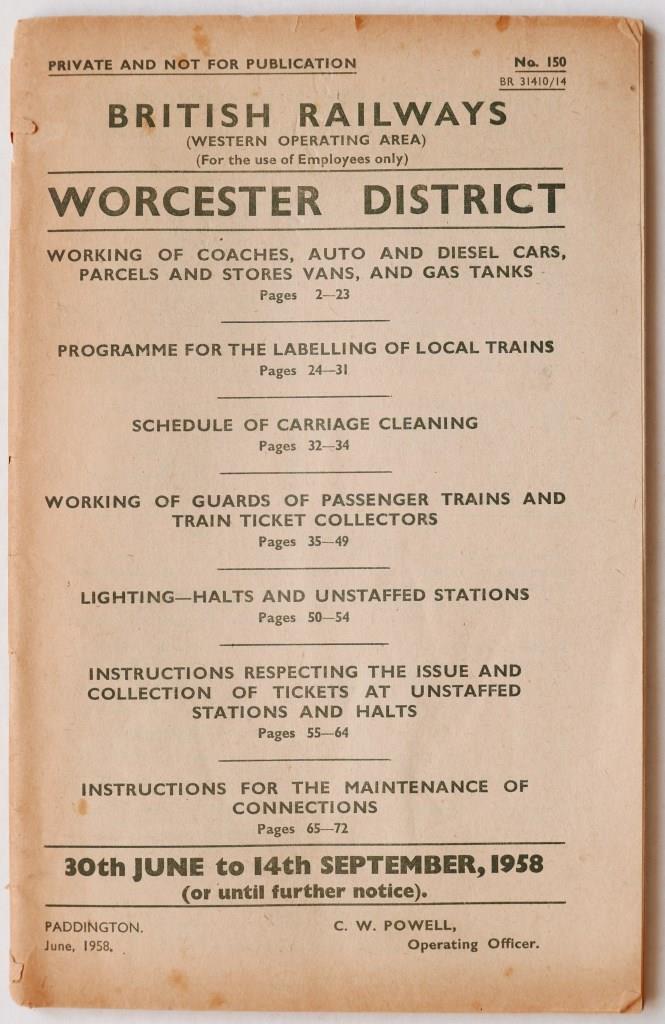 PRIVATE AND NOT FOR PUBLICATION No. 150
BR 31410/14
BRITISH RAILWAYS
(WESTERN OPERATING AREA)
(For the use of Employees only)
WORCESTER DISTRICT
WORKING OF COACHES, AUTO AND DIESEL CARS,
PARCELS AND STORES VANS, AND GAS TANKS
Pages 2—23
PROGRAMME FOR THE LABELLING OF LOCAL TRAINS
Pages 24—31
SCHEDULE OF CARRIAGE CLEANING
Pages 32—34
WORKING OF GUARDS OF PASSENGER TRAINS AND
TRAIN TICKET COLLECTORS
Pages 35—49
LIGHTING—HALTS AND UNSTAFFED STATIONS
Pages 50—54
INSTRUCTIONS RESPECTING THE ISSUE AND
COLLECTION OF TICKETS AT UNSTAFFED
STATIONS AND HALTS
Pages 55—64
INSTRUCTIONS FOR THE MAINTENANCE OF
CONNECTIONS
Pages 65—72
30th JUNE to 14th SEPTEMBER, 1958
(or until further notice).
PADDINGTON. C. W. POWELL,
June, 1958. Operating Officer.